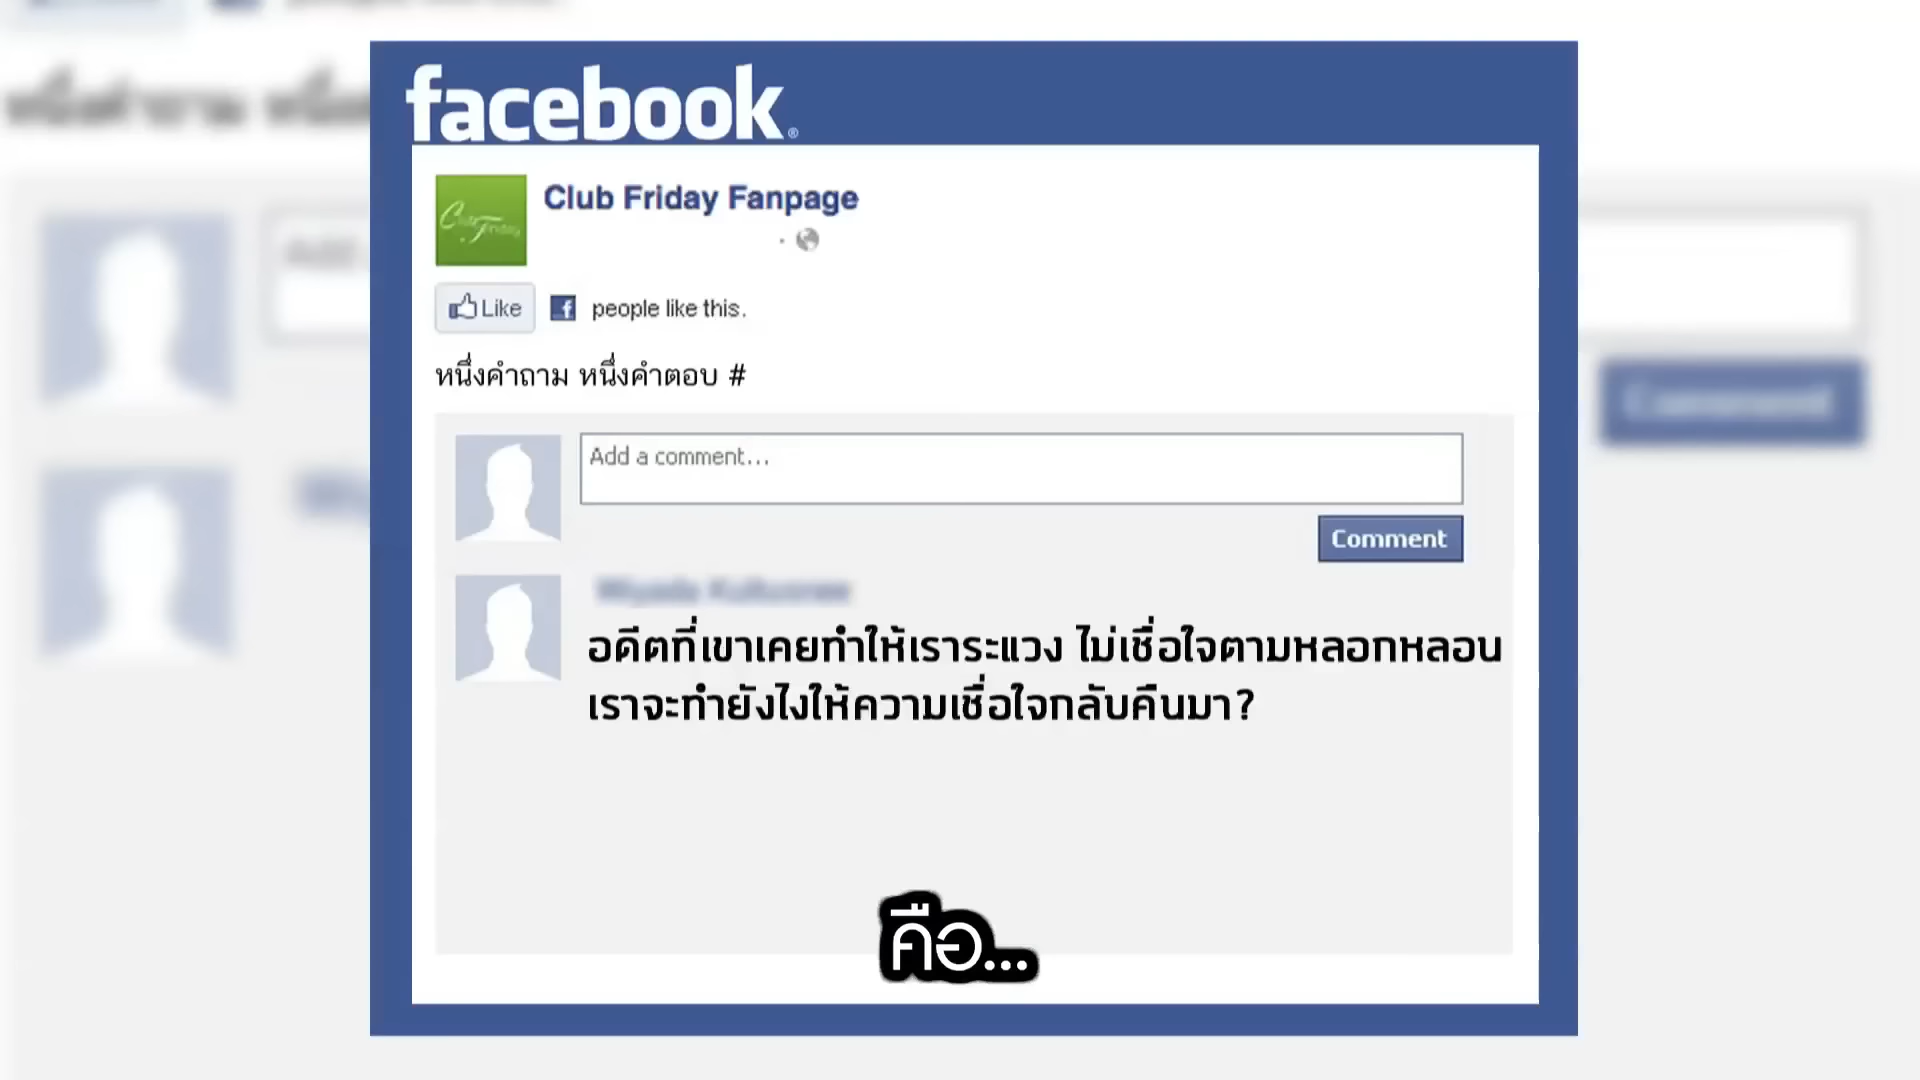 facebook®
Club Friday
Club Friday Fanpage
Like
people like this.
หนึ่งคำถาม หนึ่งคำตอบ #
Add a comment...
Comment
อดีตที่เขาเคยทำให้เราระแวง ไม่เชื่อใจตามหลอกหลอน
เราจะทำยังไงให้ความเชื่อใจกลับคืนมา?
คือ...